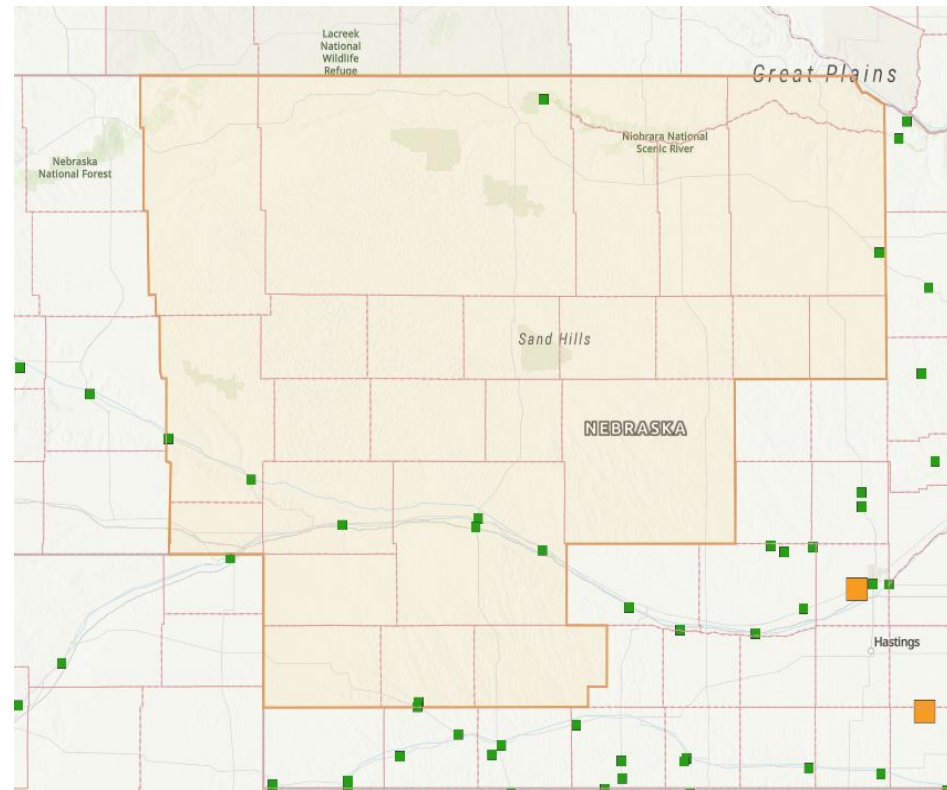 Lacreek
National
Wildlife
Refuge
Great Plains
Niobrara National
Scenic River
Nebraska
National Forest
Sand Hills
NEBRASKA
Hastings